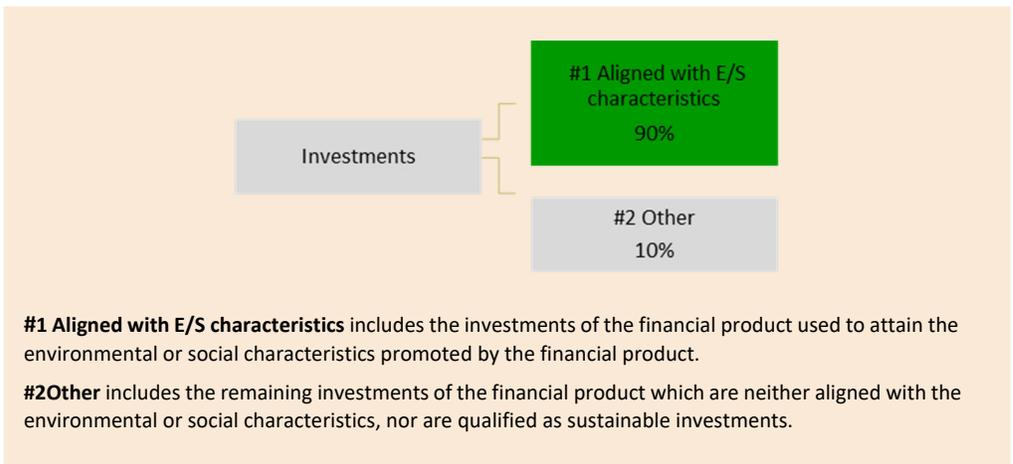 #1 Aligned with E/S
characteristics
90%
Investments
#2 Other
10%
#1 Aligned with E/S characteristics includes the investments of the financial product used to attain the
environmental or social characteristics promoted by the financial product.
#2Other includes the remaining investments of the financial product which are neither aligned with the
environmental or social characteristics, nor are qualified as sustainable investments.